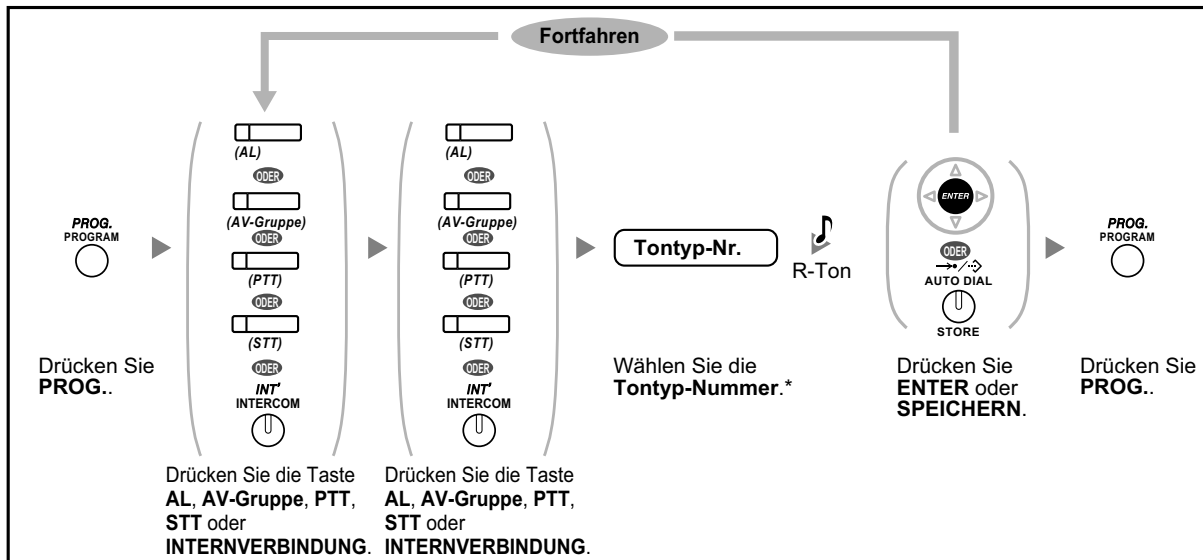 Fortfahren
PROG.
PROGRAM
Drücken Sie
PROG..
(AL)
ODER
(AV-Gruppe)
ODER
(PTT)
ODER
(STT)
ODER
INT'
INTERCOM
Drücken Sie die Taste
AL, AV-Gruppe, PTT,
STT oder
INTERNVERBINDUNG.
(AL)
ODER
(AV-Gruppe)
ODER
(PTT)
ODER
(STT)
ODER
INT'
INTERCOM
Drücken Sie die Taste
AL, AV-Gruppe, PTT,
STT oder
INTERNVERBINDUNG.
Tontyp-Nr.
R-Ton
Wählen Sie die
Tontyp-Nummer.*
ENTER
ODER
AUTO DIAL
STORE
Drücken Sie
ENTER oder
SPEICHERN.
PROG.
PROGRAM
Drücken Sie
PROG..